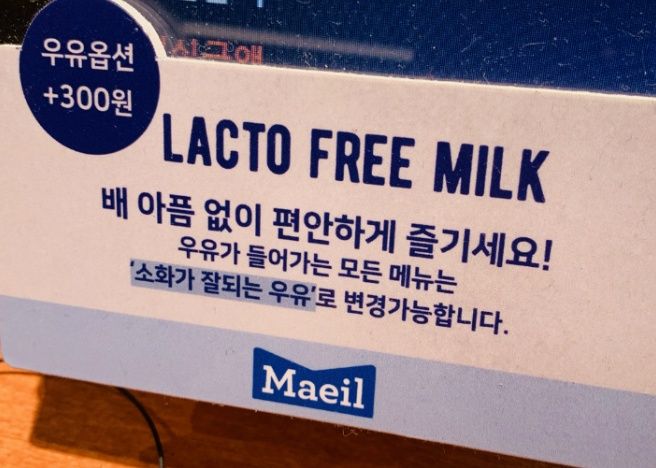 우유옵션
+300원
LACTO FREE MILK
배 아픔 없이 편안하게 즐기세요!
우유가 들어가는 모든 메뉴는
‘소화가 잘되는 우유’로 변경가능합니다.
Maeil